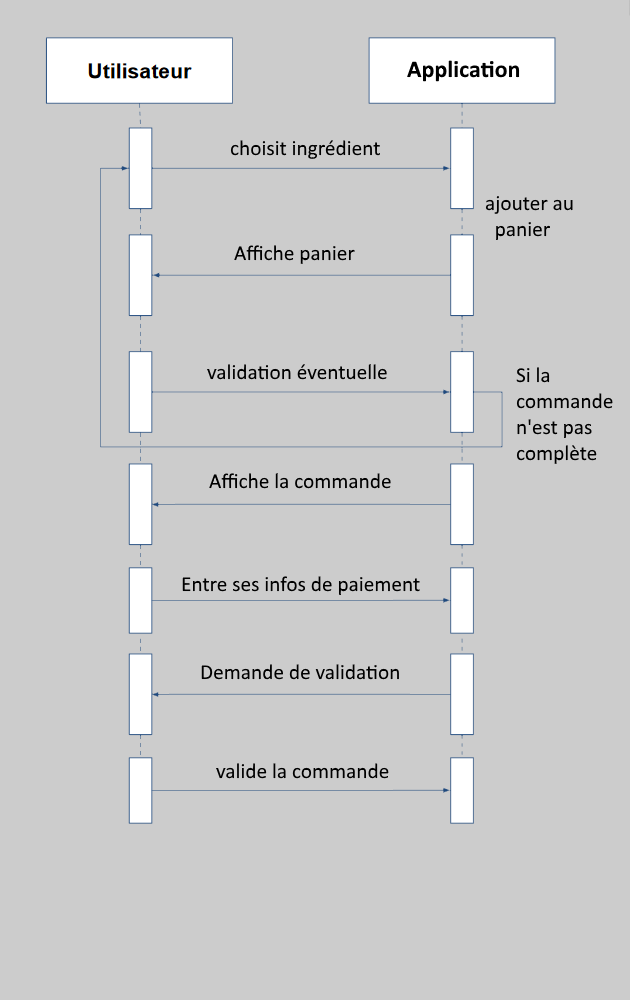 Utilisateur
Application
choisit ingrédient
ajouter au
panier
Affiche panier
validation éventuelle
Si la
commande
n'est pas
complète
Affiche la commande
Entre ses infos de paiement
Demande de validation
valide la commande